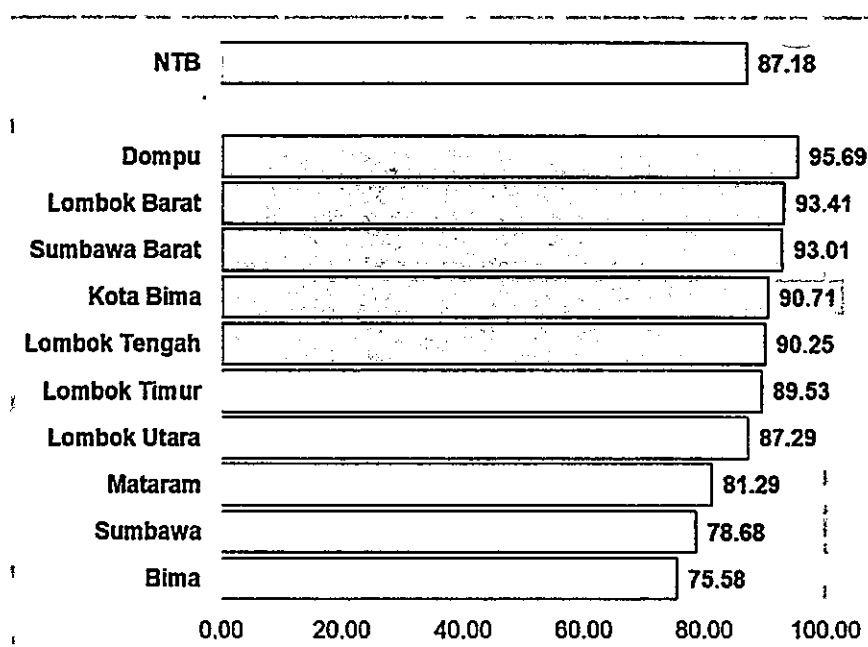 NTB 87.18
Dompu 95.69
Lombok Barat 93.41
Sumbawa Barat 93.01
Kota Bima 90.71
Lombok Tengah 90.25
Lombok Timur 89.53
Lombok Utara 87.29
Mataram 81.29
Sumbawa 78.68
Bima 75.58
0.00 20.00 40.00 60.00 80.00 100.00